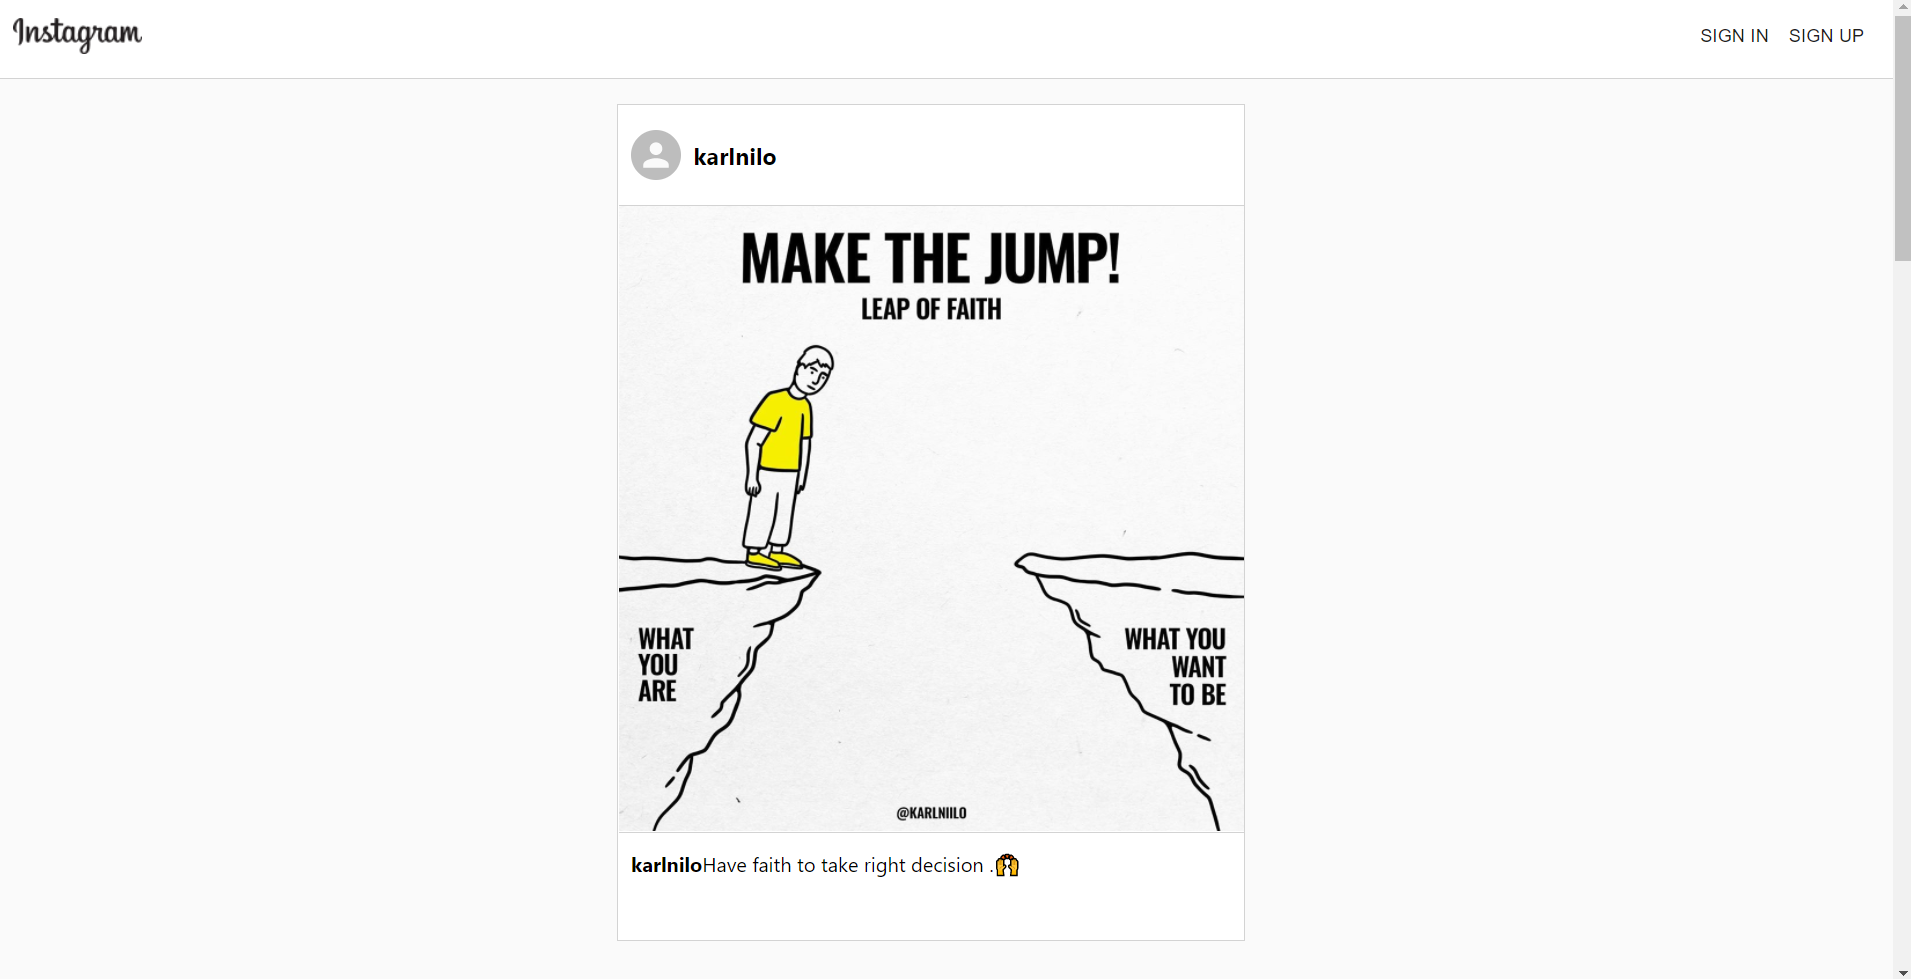 Instagram
SIGN IN SIGN UP
karlnilo
MAKE THE JUMP!
LEAP OF FAITH
WHAT
YOU
ARE
WHAT YOU
WANT
TO BE
@KARLNIILO
karlniloHave faith to take right decision .🙌